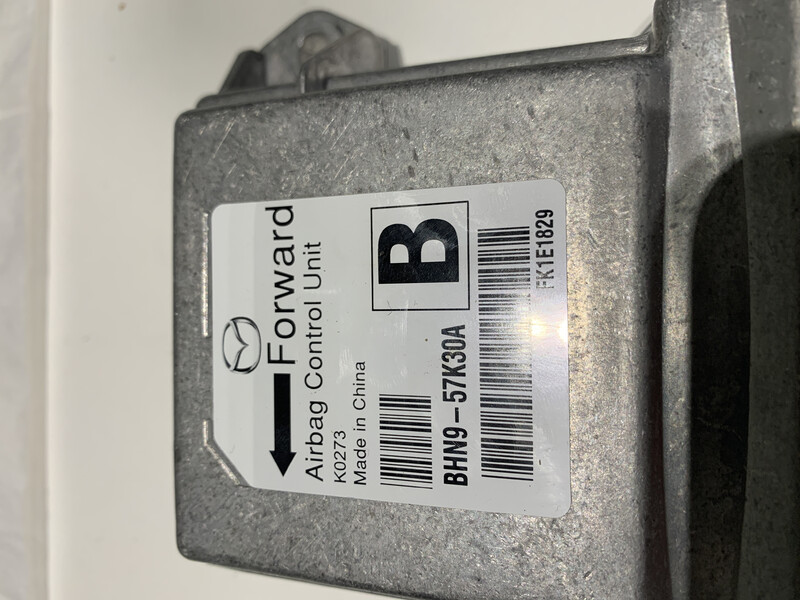 Forward
Airbag Control Unit
K0273
Made in China
B
BHN9-57K30A
FK1E1829